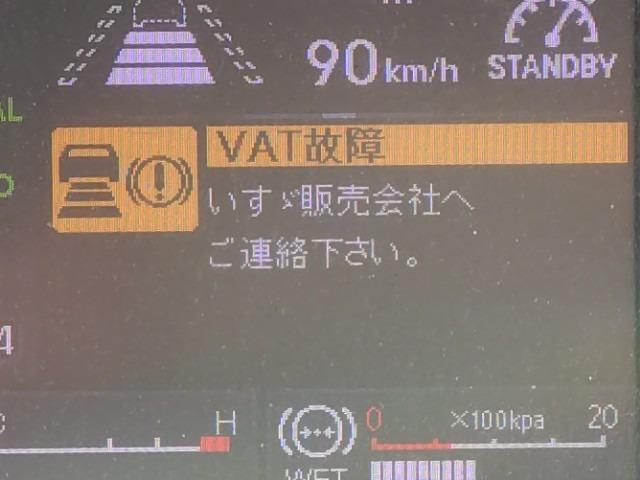 90km/h
STANDBY
VAT故障
いすゞ販売会社へ
ご連絡下さい。
4
H
0 ×100kpa 20
WET